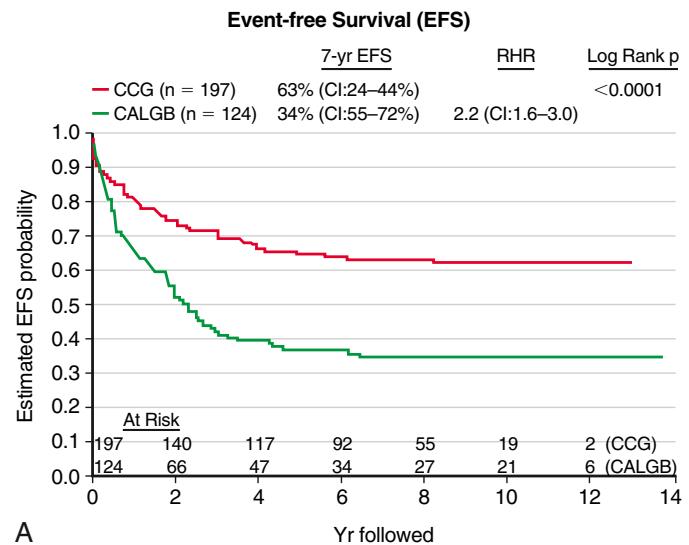 Event-free Survival (EFS)
7-yr EFS RHR Log Rank p
CCG (n = 197) 63% (CI:24–44%) <0.0001
CALGB (n = 124) 34% (CI:55–72%) 2.2 (CI:1.6–3.0)
1.0
0.9
0.8
0.7
0.6
0.5
0.4
0.3
0.2
0.1
0.0
Estimated EFS probability
At Risk
197 140 117 92 55 19 2 (CCG)
124 66 47 34 27 21 6 (CALGB)
0 2 4 6 8 10 12 14
A Yr followed